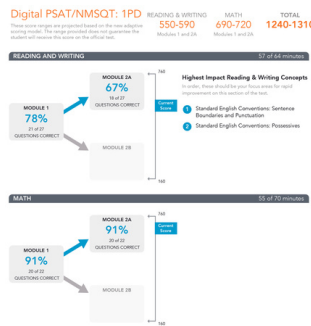 Digital PSAT/NMSQT: 1PD
These score ranges are projected based on the new adaptive
scoring model. The range provided does not guarantee the
student will receive this score on the official test.
READING & WRITING
550-590
Modules 1 and 2A
MATH
690-720
Modules 1 and 2A
TOTAL
1240-1310
READING AND WRITING
57 of 64 minutes
MODULE 1
78%
21 of 27
QUESTIONS CORRECT
MODULE 2A
67%
18 of 27
QUESTIONS CORRECT
MODULE 2B
760
Current
Score
160
Highest Impact Reading & Writing Concepts
In order, these should be your focus areas for rapid
improvement on this section of the test.
1 Standard English Conventions: Sentence
Boundaries and Punctuation
2 Standard English Conventions: Possessives
MATH
55 of 70 minutes
MODULE 1
91%
20 of 22
QUESTIONS CORRECT
MODULE 2A
91%
20 of 22
QUESTIONS CORRECT
MODULE 2B
760
Current
Score
160